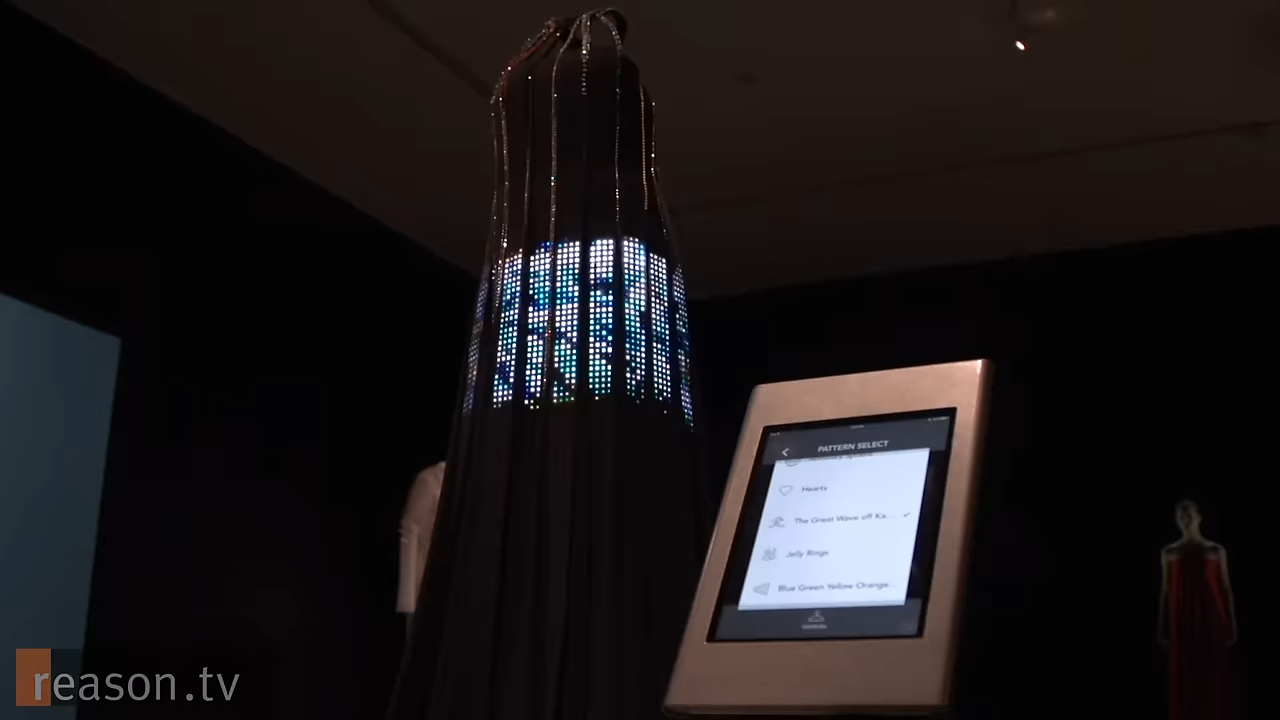 PATTERN SELECT
Hearts
The Great Wave off Ka...
Jelly Rings
Blue Green Yellow Orange...
reason.tv